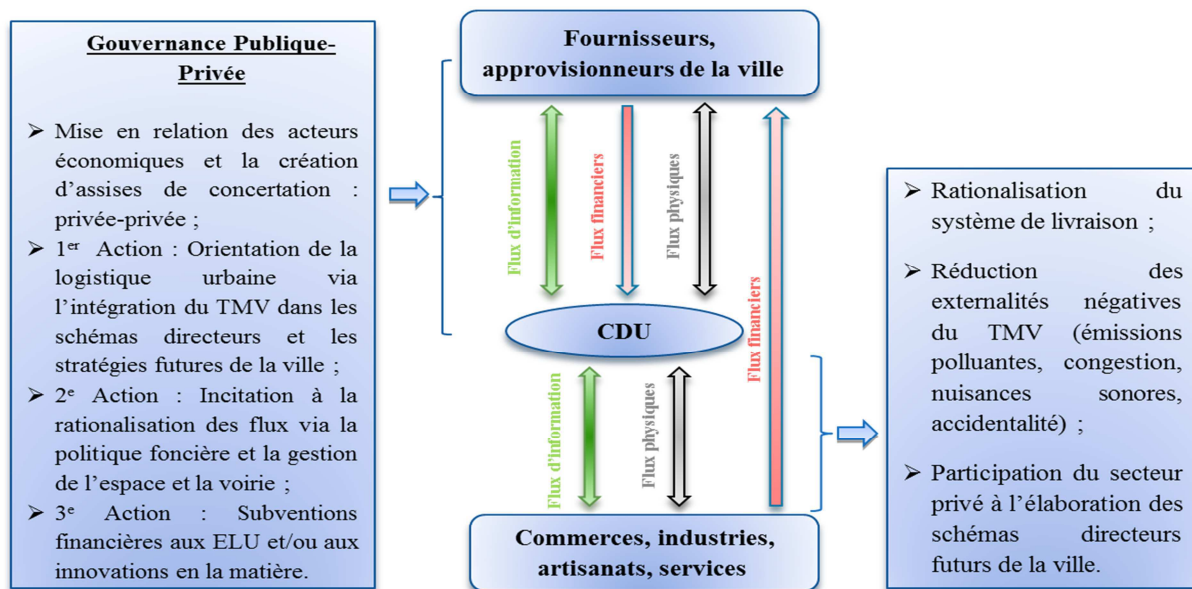 Gouvernance Publique-
Privée
➢ Mise en relation des acteurs
économiques et la création
d’assises de concertation :
privée-privée ;
➢ 1er Action : Orientation de la
logistique urbaine via
l’intégration du TMV dans les
schémas directeurs et les
stratégies futures de la ville ;
➢ 2e Action : Incitation à la
rationalisation des flux via la
politique foncière et la gestion
de l’espace et la voirie ;
➢ 3e Action : Subventions
financières aux ELU et/ou aux
innovations en la matière.
Fournisseurs,
approvisionneurs de la ville
Flux d’information
Flux financiers
Flux physiques
Flux financiers
CDU
Flux d’information
Flux physiques
Commerces, industries,
artisanats, services
➢ Rationalisation du
système de livraison ;
➢ Réduction des
externalités négatives
du TMV (émissions
polluantes, congestion,
nuisances sonores,
accidentalité) ;
➢ Participation du secteur
privé à l’élaboration des
schémas directeurs
futurs de la ville.